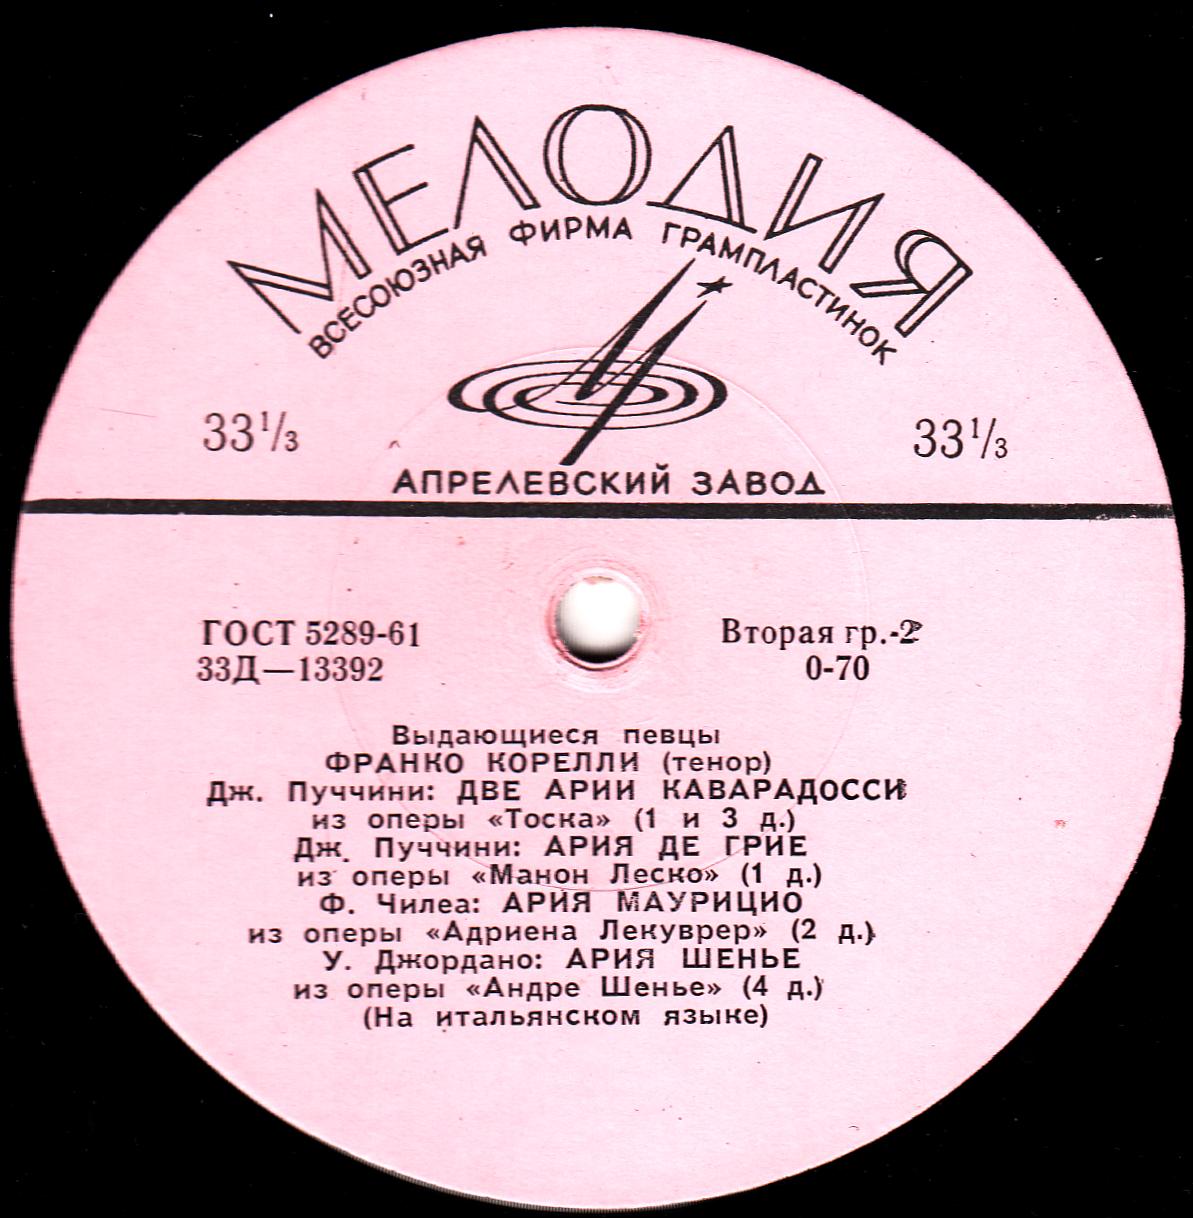 МЕЛОДИЯ
ВСЕСОЮЗНАЯ ФИРМА ГРАМПЛАСТИНОК
33⅓ 33⅓
АПРЕЛЕВСКИЙ ЗАВОД
ГОСТ 5289-61 Вторая гр.-2
33Д—13392 0-70
Выдающиеся певцы
ФРАНКО КОРЕЛЛИ (тенор)
Дж. Пуччини: ДВЕ АРИИ КАВАРАДОССИ
из оперы «Тоска» (1 и 3 д.)
Дж. Пуччини: АРИЯ ДЕ ГРИЕ
из оперы «Манон Леско» (1 д.)
Ф. Чилеа: АРИЯ МАУРИЦИО
из оперы «Адриена Лекуврер» (2 д.)
У. Джордано: АРИЯ ШЕНЬЕ
из оперы «Андре Шенье» (4 д.)
(На итальянском языке)